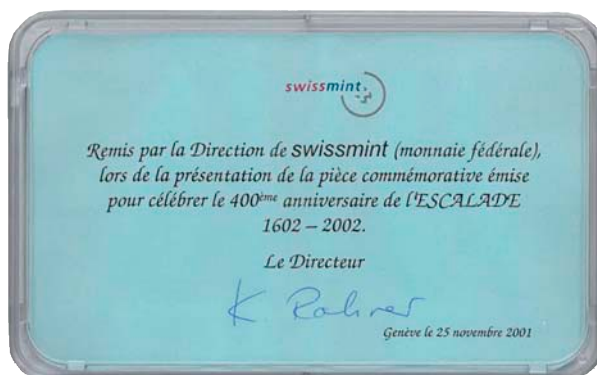 swissmint
Remis par la Direction de swissmint (monnaie fédérale),
lors de la présentation de la pièce commémorative émise
pour célébrer le 400ème anniversaire de l'ESCALADE
1602 – 2002.
Le Directeur
K. Rohrer
Genève le 25 novembre 2001